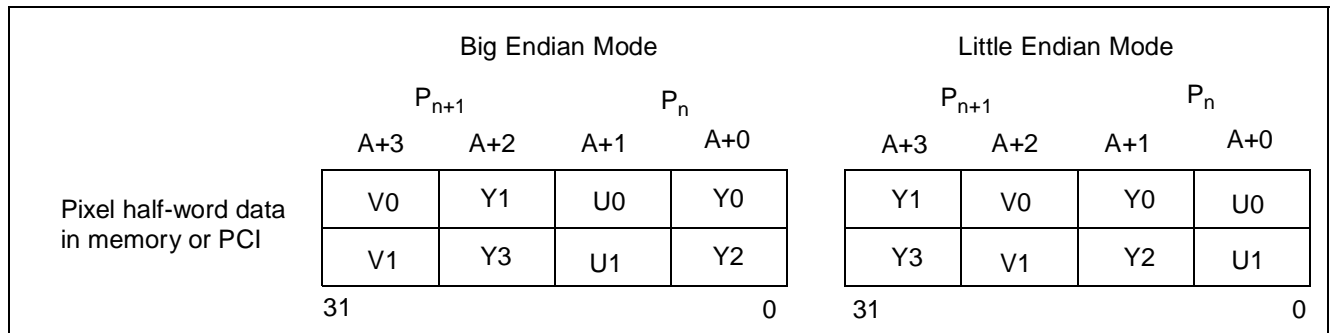 Big Endian Mode Little Endian Mode
Pn+1 Pn Pn+1 Pn
A+3 A+2 A+1 A+0 A+3 A+2 A+1 A+0
Pixel half-word data
in memory or PCI
V0 Y1 U0 Y0 Y1 V0 Y0 U0
V1 Y3 U1 Y2 Y3 V1 Y2 U1
31 0 31 0